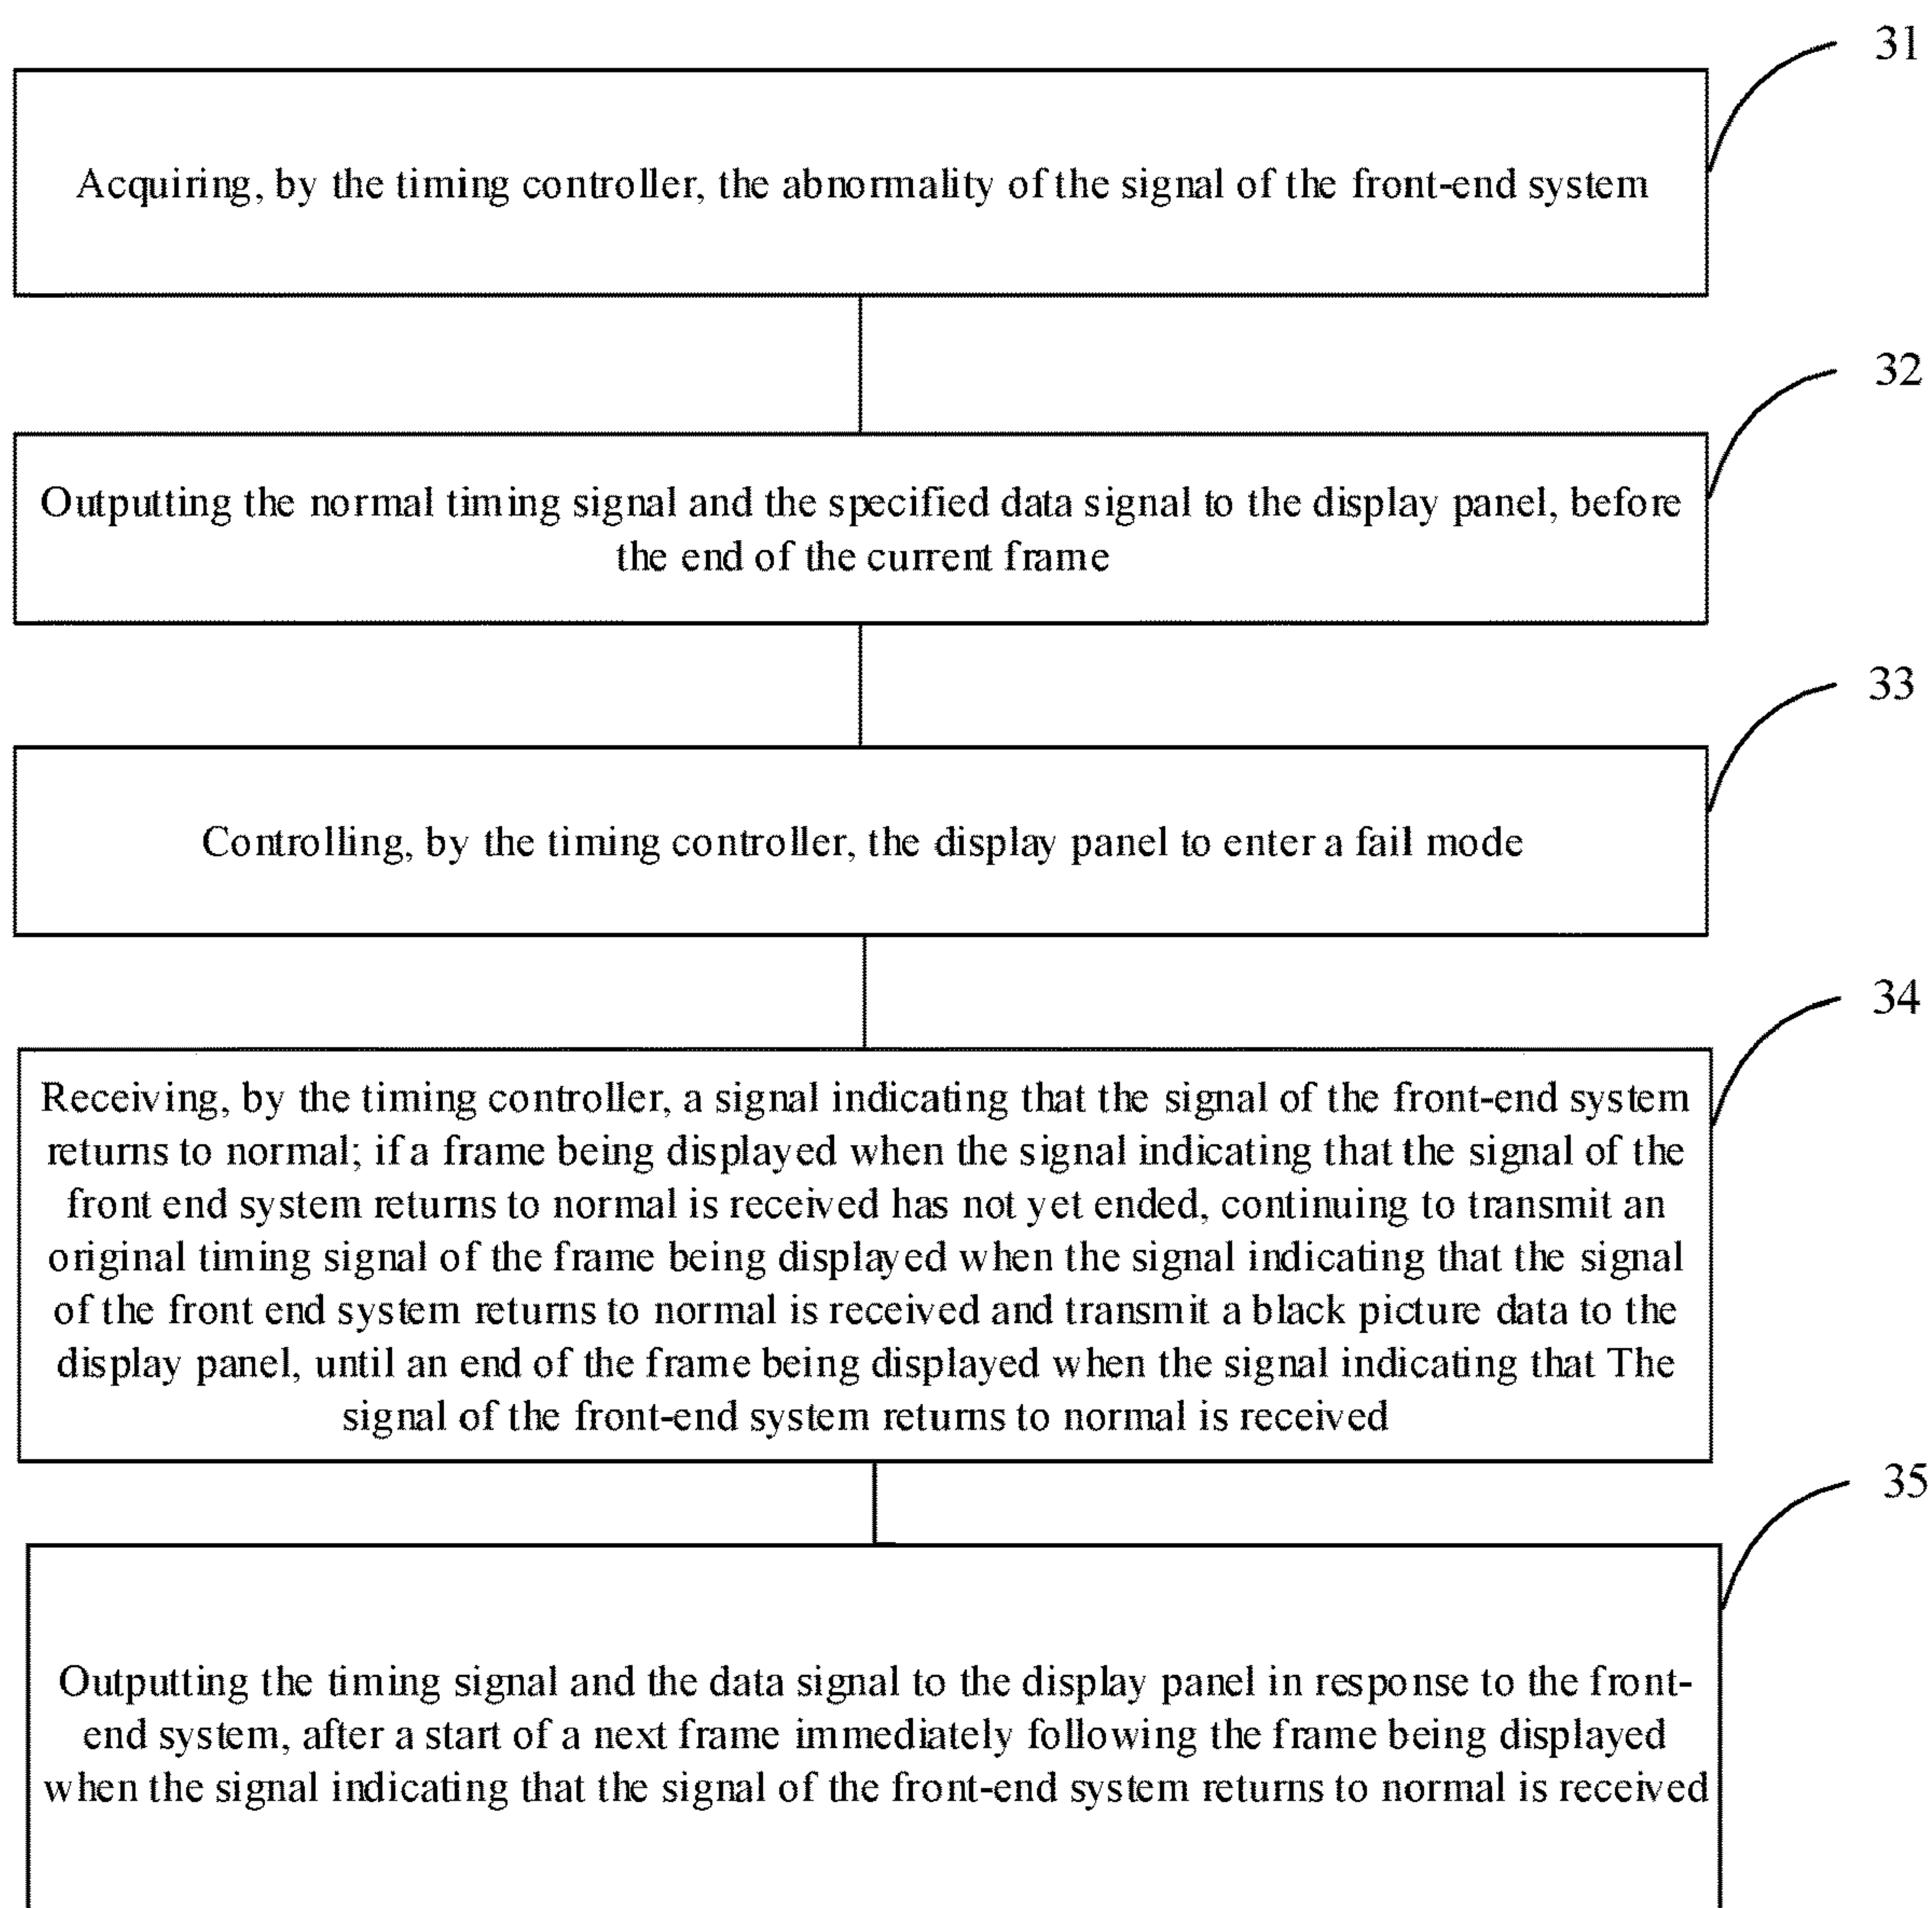 31
Acquiring, by the timing controller, the abnormality of the signal of the front-end system
32
Outputting the normal timing signal and the specified data signal to the display panel, before
the end of the current frame
33
Controlling, by the timing controller, the display panel to enter a fail mode
34
Receiving, by the timing controller, a signal indicating that the signal of the front-end system
returns to normal; if a frame being displayed when the signal indicating that the signal of the
front end system returns to normal is received has not yet ended, continuing to transmit an
original timing signal of the frame being displayed when the signal indicating that the signal
of the front end system returns to normal is received and transmit a black picture data to the
display panel, until an end of the frame being displayed when the signal indicating that The
signal of the front-end system returns to normal is received
35
Outputting the timing signal and the data signal to the display panel in response to the front-
end system, after a start of a next frame immediately following the frame being displayed
when the signal indicating that the signal of the front-end system returns to normal is received